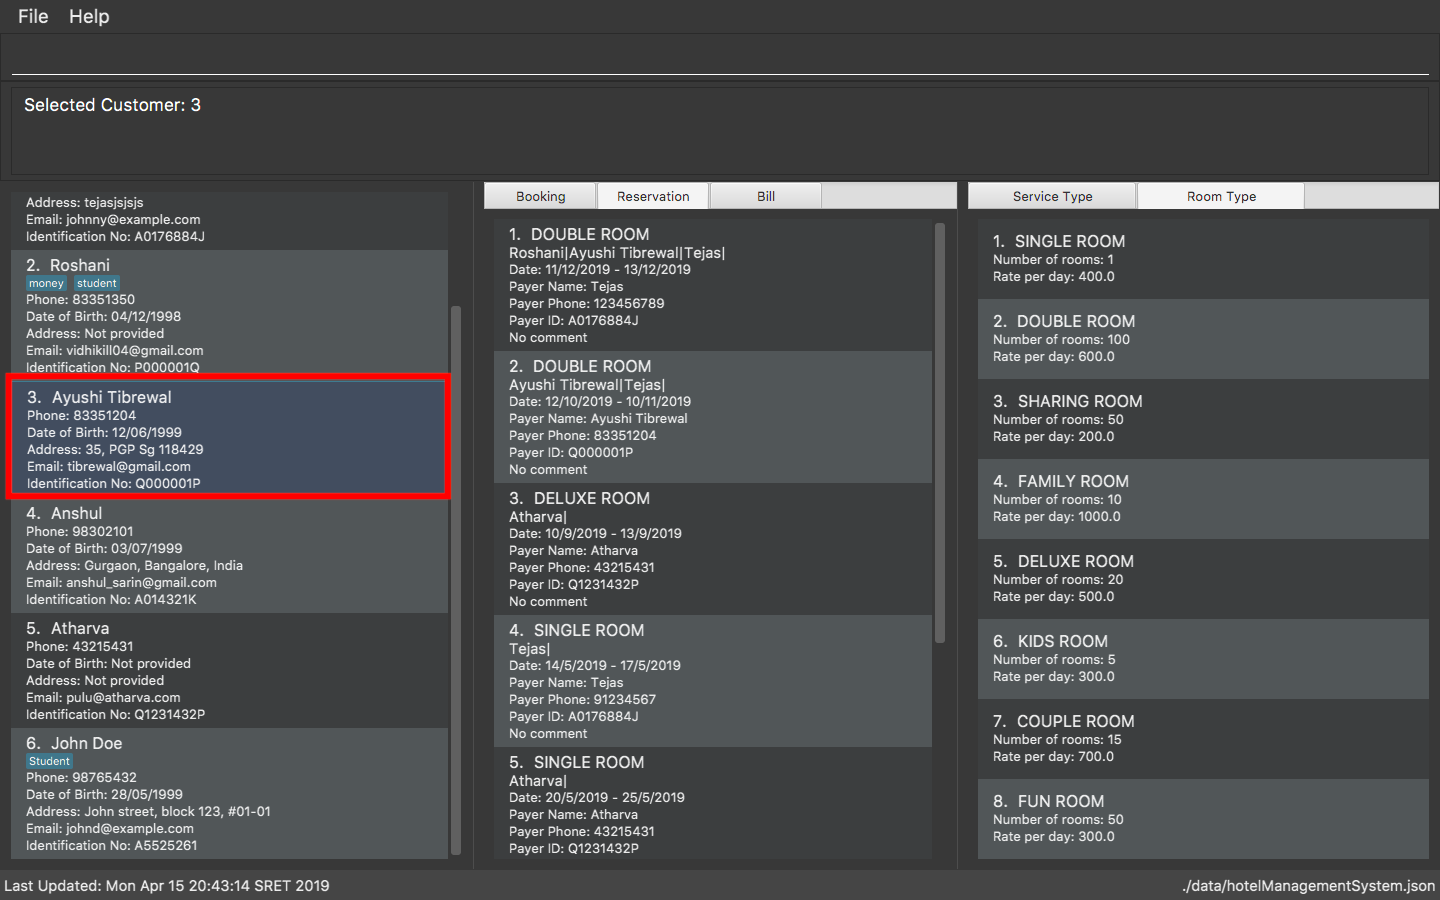 File Help
Selected Customer: 3
Address: tejasjsjsjs
Email: johnny@example.com
Identification No: A0176884J
2. Roshani
money student
Phone: 83351350
Date of Birth: 04/12/1998
Address: Not provided
Email: vidhikill04@gmail.com
Identification No: P000001Q
3. Ayushi Tibrewal
Phone: 83351204
Date of Birth: 12/06/1999
Address: 35, PGP Sg 118429
Email: tibrewal@gmail.com
Identification No: Q000001P
4. Anshul
Phone: 98302101
Date of Birth: 03/07/1999
Address: Gurgaon, Bangalore, India
Email: anshul_sarin@gmail.com
Identification No: A014321K
5. Atharva
Phone: 43215431
Date of Birth: Not provided
Address: Not provided
Email: pulu@atharva.com
Identification No: Q1231432P
6. John Doe
Student
Phone: 98765432
Date of Birth: 28/05/1999
Address: John street, block 123, #01-01
Email: johnd@example.com
Identification No: A5525261
Booking Reservation Bill
1. DOUBLE ROOM
Roshani|Ayushi Tibrewal|Tejas|
Date: 11/12/2019 - 13/12/2019
Payer Name: Tejas
Payer Phone: 123456789
Payer ID: A0176884J
No comment
2. DOUBLE ROOM
Ayushi Tibrewal|Tejas|
Date: 12/10/2019 - 10/11/2019
Payer Name: Ayushi Tibrewal
Payer Phone: 83351204
Payer ID: Q000001P
No comment
3. DELUXE ROOM
Atharva|
Date: 10/9/2019 - 13/9/2019
Payer Name: Atharva
Payer Phone: 43215431
Payer ID: Q1231432P
No comment
4. SINGLE ROOM
Tejas|
Date: 14/5/2019 - 17/5/2019
Payer Name: Tejas
Payer Phone: 91234567
Payer ID: A0176884J
No comment
5. SINGLE ROOM
Atharva|
Date: 20/5/2019 - 25/5/2019
Payer Name: Atharva
Payer Phone: 43215431
Payer ID: Q1231432P
Service Type Room Type
1. SINGLE ROOM
Number of rooms: 1
Rate per day: 400.0
2. DOUBLE ROOM
Number of rooms: 100
Rate per day: 600.0
3. SHARING ROOM
Number of rooms: 50
Rate per day: 200.0
4. FAMILY ROOM
Number of rooms: 10
Rate per day: 1000.0
5. DELUXE ROOM
Number of rooms: 20
Rate per day: 500.0
6. KIDS ROOM
Number of rooms: 5
Rate per day: 300.0
7. COUPLE ROOM
Number of rooms: 15
Rate per day: 700.0
8. FUN ROOM
Number of rooms: 50
Rate per day: 300.0
Last Updated: Mon Apr 15 20:43:14 SRET 2019
./data/hotelManagementSystem.json